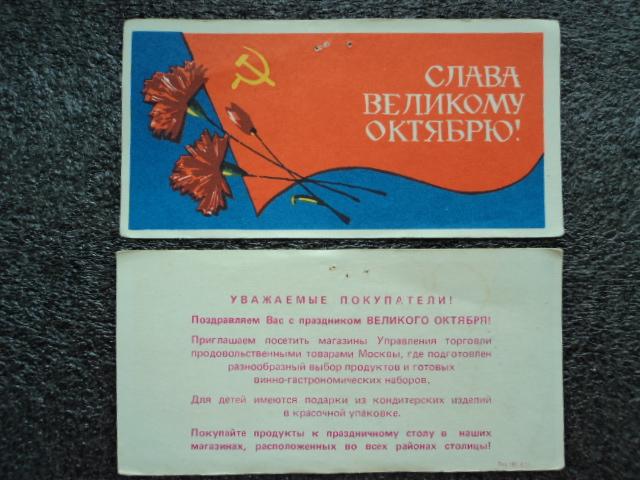 СЛАВА
ВЕЛИКОМУ
ОКТЯБРЮ!
УВАЖАЕМЫЕ ПОКУПАТЕЛИ!
Поздравляем Вас с праздником ВЕЛИКОГО ОКТЯБРЯ!
Приглашаем посетить магазины Управления торговли
продовольственными товарами Москвы, где подготовлен
разнообразный выбор продуктов и готовых
винно-гастрономических наборов.
Для детей имеются подарки из кондитерских изделий
в красочной упаковке.
Покупайте продукты к праздничному столу в наших
магазинах, расположенных во всех районах столицы!